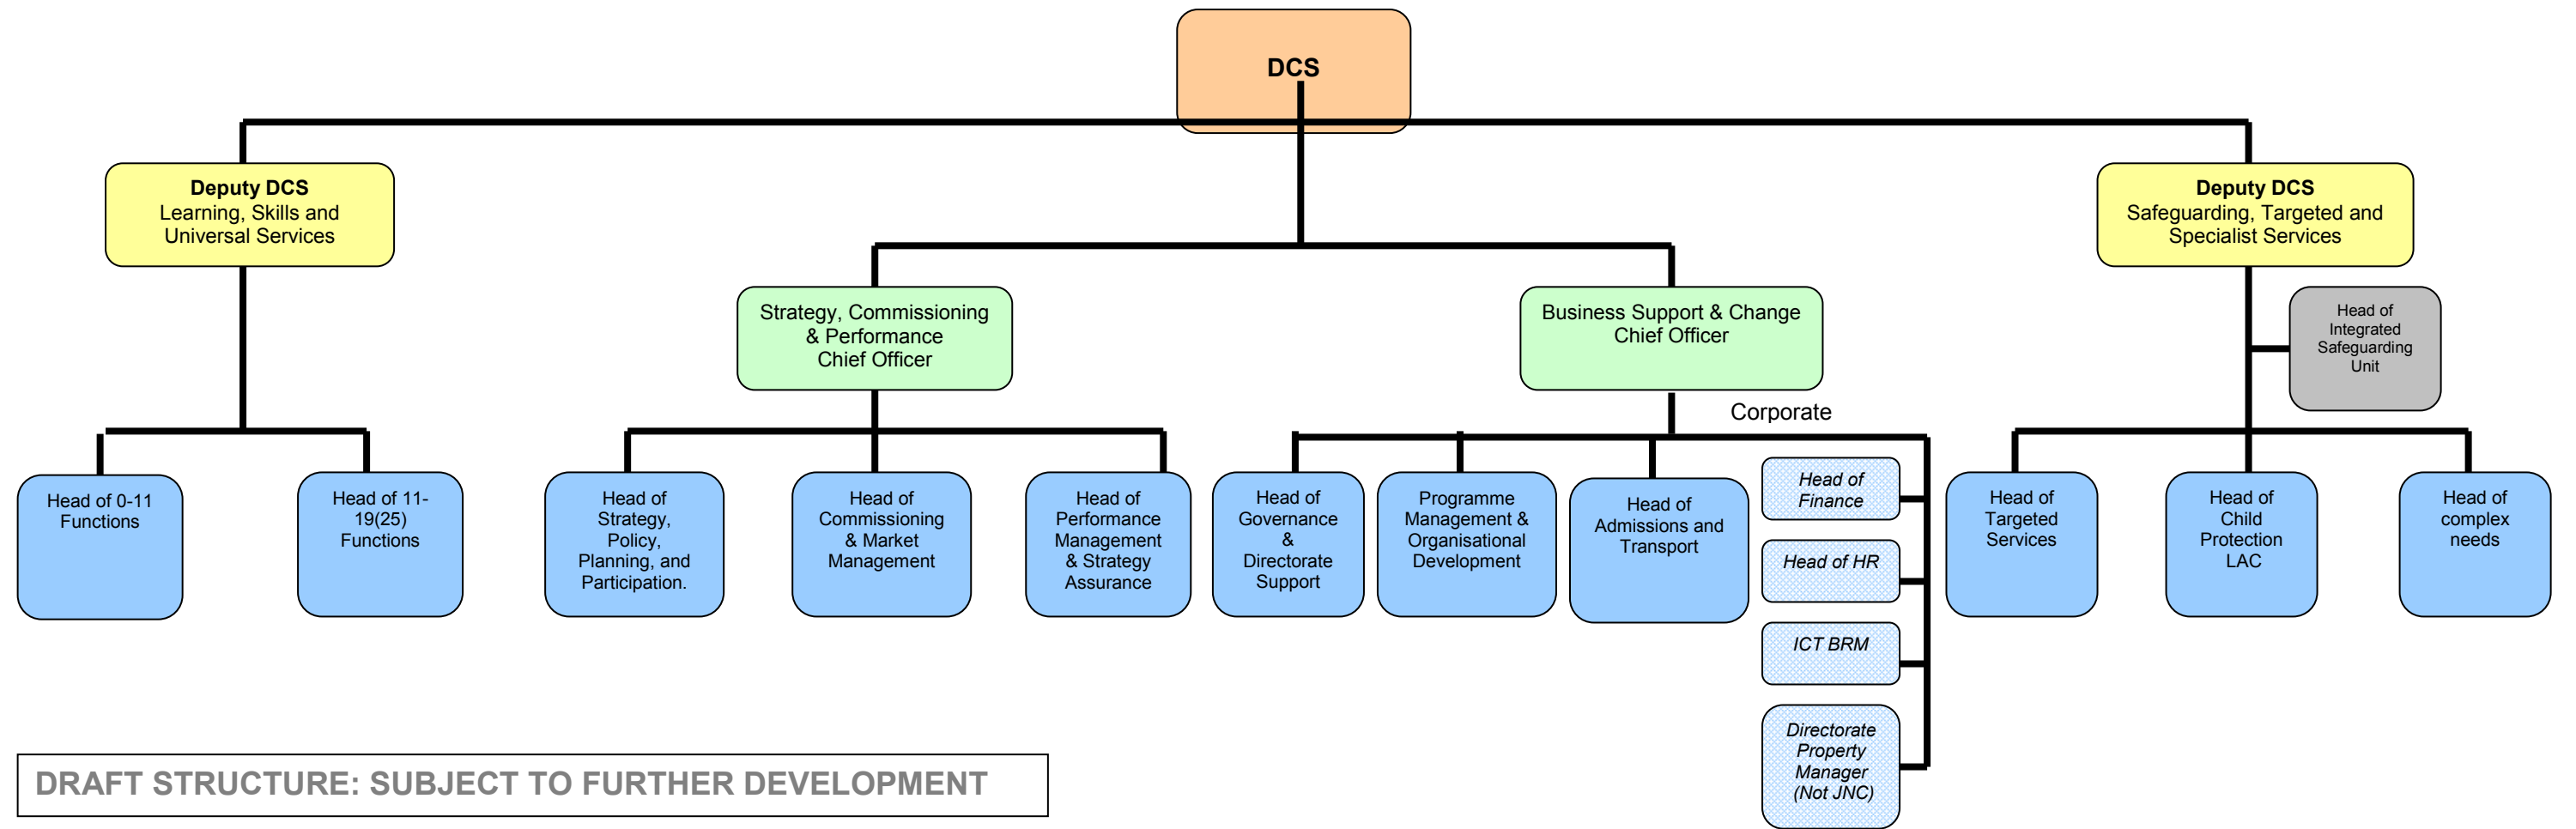 DCS
Deputy DCS
Learning, Skills and
Universal Services
Deputy DCS
Safeguarding, Targeted and
Specialist Services
Strategy, Commissioning
& Performance
Chief Officer
Business Support & Change
Chief Officer
Head of
Integrated
Safeguarding
Unit
Corporate
Head of 0-11
Functions
Head of 11-
19(25)
Functions
Head of
Strategy,
Policy,
Planning, and
Participation.
Head of
Commissioning
& Market
Management
Head of
Performance
Management
& Strategy
Assurance
Head of
Governance
&
Directorate
Support
Programme
Management &
Organisational
Development
Head of
Admissions and
Transport
Head of
Finance
Head of HR
ICT BRM
Directorate
Property
Manager
(Not JNC)
Head of
Targeted
Services
Head of
Child
Protection
LAC
Head of
complex
needs
DRAFT STRUCTURE: SUBJECT TO FURTHER DEVELOPMENT